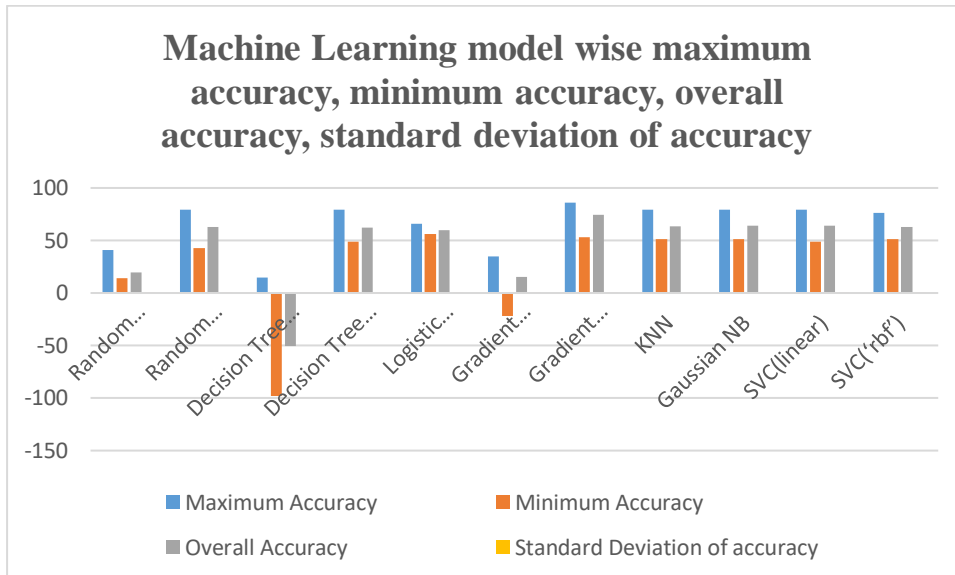 Machine Learning model wise maximum
accuracy, minimum accuracy, overall
accuracy, standard deviation of accuracy
100
50
0
-50
-100
-150
Random...
Random...
Decision Tree...
Decision Tree...
Logistic...
Gradient...
Gradient...
KNN
Gaussian NB
SVC(linear)
SVC('rbf')
Maximum Accuracy
Minimum Accuracy
Overall Accuracy
Standard Deviation of accuracy